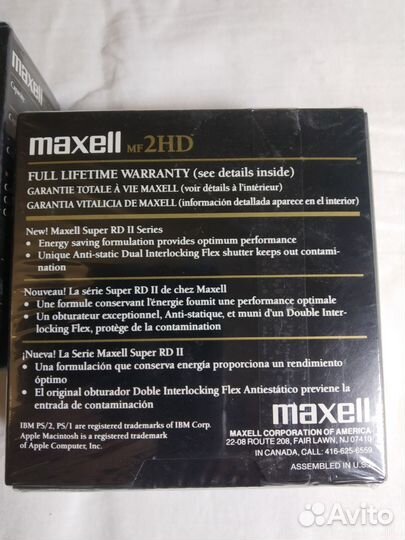 maxell
maxell MF 2HD
FULL LIFETIME WARRANTY (see details inside)
GARANTIE TOTALE À VIE MAXELL (voir détails à l'intérieur)
GARANTIA VITALICIA DE MAXELL (información detallada aparece en el interior)
New! Maxell Super RD II Series
• Energy saving formulation provides optimum performance
• Unique Anti-static Dual Interlocking Flex shutter keeps out contami-
nation
Nouveau! La série Super RD II de chez Maxell
• Une formule conservant l'énergie fournit une performance optimale
• Un obturateur exceptionnel, Anti-statique, et muni d'un Double Inter-
locking Flex, protège de la contamination
¡Nueva! La Serie Maxell Super RD II
• Una formulación que conserva energía proporciona un rendimiento
óptimo
• El original obturador Doble Interlocking Flex Antiestático previene la
entrada de contaminación
maxell
IBM PS/2, PS/1 are registered trademarks of IBM Corp.
Apple Macintosh is a registered trademark
of Apple Computer, Inc.
MAXELL CORPORATION OF AMERICA
22-08 ROUTE 208, FAIR LAWN, NJ 07410
IN CANADA, CALL: 416-625-6559
ASSEMBLED IN U.S.
Avito